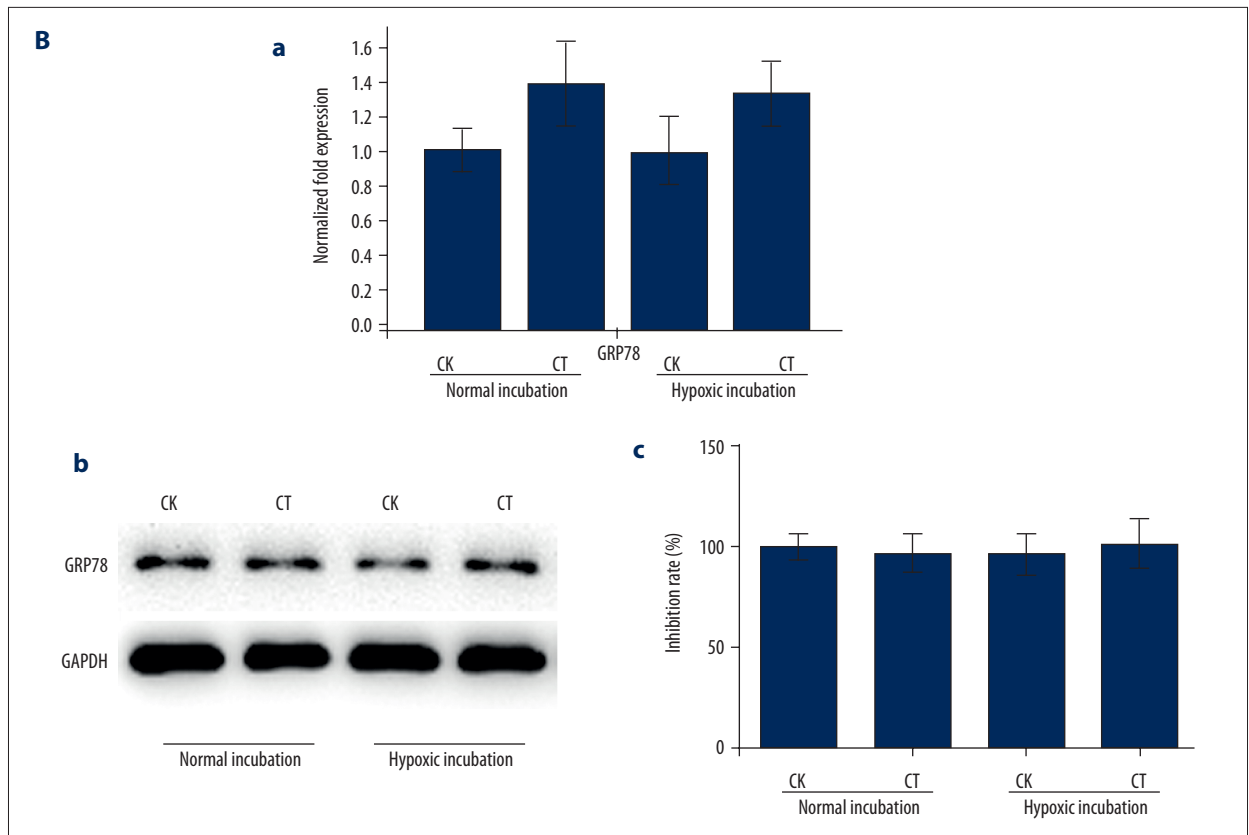 B
a
Normalized fold expression
1.6
1.4
1.2
1.0
0.8
0.6
0.4
0.2
0.0
CK CT GRP78 CK CT
Normal incubation Hypoxic incubation
b
CK CT CK CT
GRP78
GAPDH
Normal incubation Hypoxic incubation
c
Inhibition rate (%)
150
100
50
0
CK CT CK CT
Normal incubation Hypoxic incubation